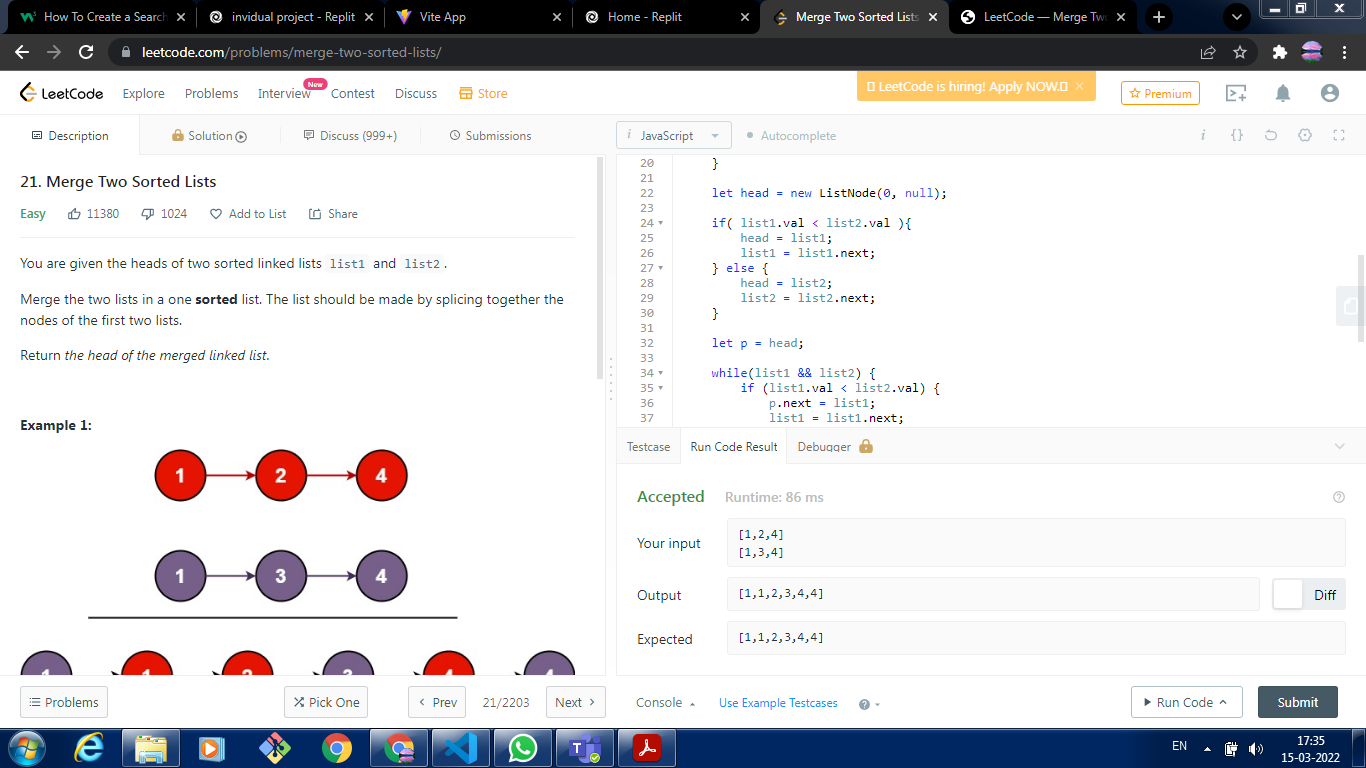 How To Create a Search
invidual project - Replit
Vite App
Home - Replit
Merge Two Sorted Lists
LeetCode — Merge Tw
leetcode.com/problems/merge-two-sorted-lists/
LeetCode
Explore
Problems
Interview
New
Contest
Discuss
Store
LeetCode is hiring! Apply NOW.
Premium
Description
Solution
Discuss (999+)
Submissions
i JavaScript
Autocomplete
21. Merge Two Sorted Lists
Easy
11380
1024
Add to List
Share
You are given the heads of two sorted linked lists list1 and list2.
Merge the two lists in a one sorted list. The list should be made by splicing together the
nodes of the first two lists.
Return the head of the merged linked list.
Example 1:
1 2 4
1 3 4
1 1 2 3 4 4
20 }
21
22 let head = new ListNode(0, null);
23
24 if( list1.val < list2.val ){
25 head = list1;
26 list1 = list1.next;
27 } else {
28 head = list2;
29 list2 = list2.next;
30 }
31
32 let p = head;
33
34 while(list1 && list2) {
35 if (list1.val < list2.val) {
36 p.next = list1;
37 list1 = list1.next;
Testcase
Run Code Result
Debugger
Accepted
Runtime: 86 ms
Your input
[1,2,4]
[1,3,4]
Output
[1,1,2,3,4,4]
Diff
Expected
[1,1,2,3,4,4]
Problems
Pick One
Prev
21/2203
Next
Console
Use Example Testcases
Run Code
Submit
EN
17:35
15-03-2022